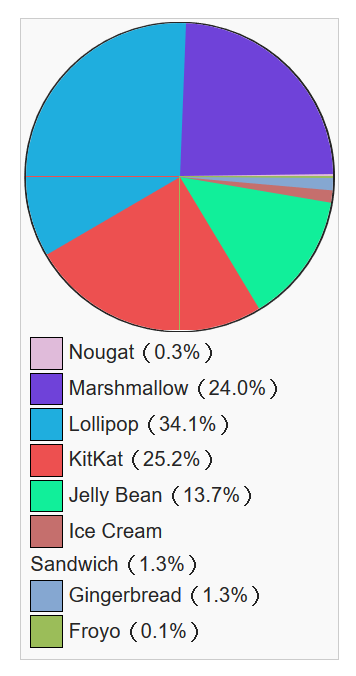 Nougat (0.3%)
Marshmallow (24.0%)
Lollipop (34.1%)
KitKat (25.2%)
Jelly Bean (13.7%)
Ice Cream
Sandwich (1.3%)
Gingerbread (1.3%)
Froyo (0.1%)